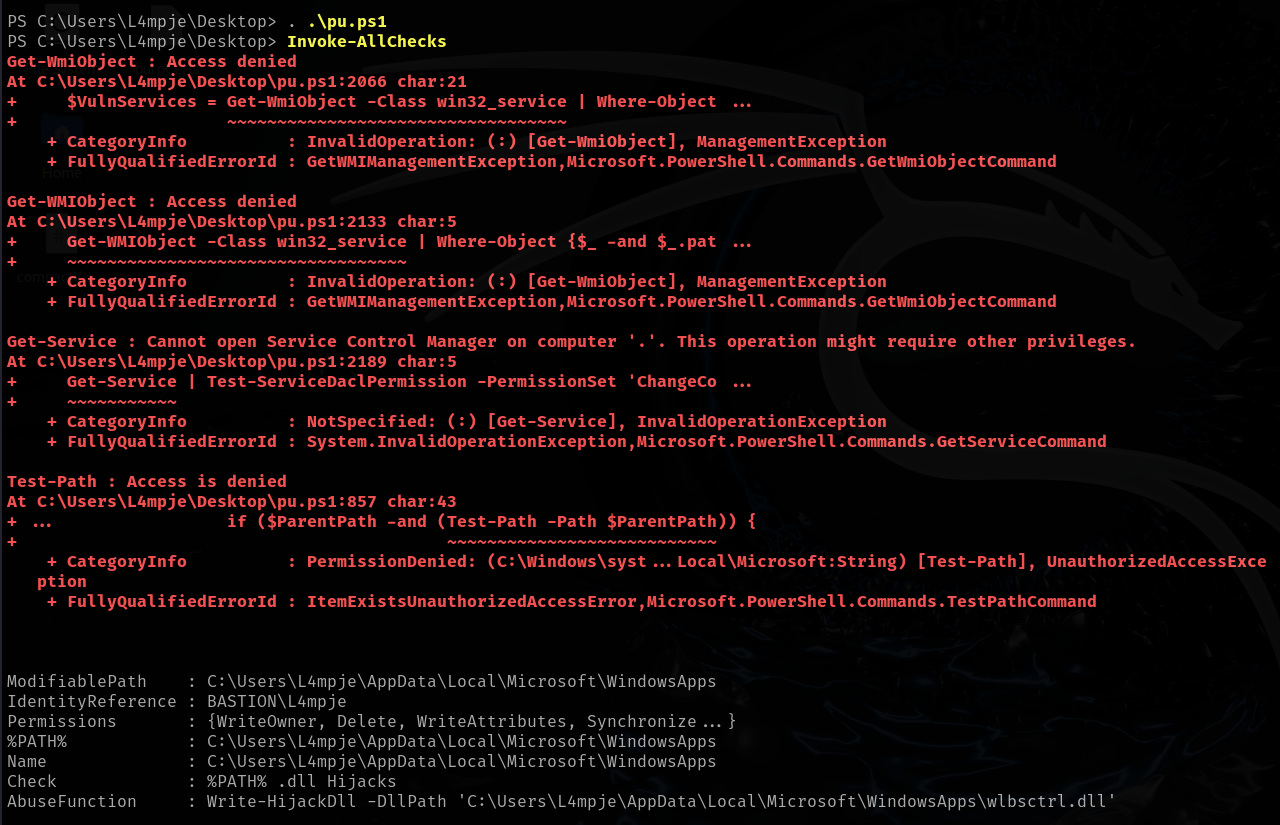 PS C:\Users\L4mpje\Desktop> . .\pu.ps1
PS C:\Users\L4mpje\Desktop> Invoke-AllChecks
Get-WmiObject : Access denied
At C:\Users\L4mpje\Desktop\pu.ps1:2066 char:21
+     $VulnServices = Get-WmiObject -Class win32_service | Where-Object ...
+                     ~~~~~~~~~~~~~~~~~~~~~~~~~~~~~~~~~~
    + CategoryInfo          : InvalidOperation: (:) [Get-WmiObject], ManagementException
    + FullyQualifiedErrorId : GetWMIManagementException,Microsoft.PowerShell.Commands.GetWmiObjectCommand
Home
Get-WMIObject : Access denied
At C:\Users\L4mpje\Desktop\pu.ps1:2133 char:5
+     Get-WMIObject -Class win32_service | Where-Object {$_ -and $_.pat ...
+     ~~~~~~~~~~~~~~~~~~~~~~~~~~~~~~~~~~
    + CategoryInfo          : InvalidOperation: (:) [Get-WmiObject], ManagementException
    + FullyQualifiedErrorId : GetWMIManagementException,Microsoft.PowerShell.Commands.GetWmiObjectCommand
Get-Service : Cannot open Service Control Manager on computer '.'. This operation might require other privileges.
At C:\Users\L4mpje\Desktop\pu.ps1:2189 char:5
+     Get-Service | Test-ServiceDaclPermission -PermissionSet 'ChangeCo ...
+     ~~~~~~~~~~~
    + CategoryInfo          : NotSpecified: (:) [Get-Service], InvalidOperationException
    + FullyQualifiedErrorId : System.InvalidOperationException,Microsoft.PowerShell.Commands.GetServiceCommand
Test-Path : Access is denied
At C:\Users\L4mpje\Desktop\pu.ps1:857 char:43
+ ...                 if ($ParentPath -and (Test-Path -Path $ParentPath)) {
+                                           ~~~~~~~~~~~~~~~~~~~~~~~~~~~
    + CategoryInfo          : PermissionDenied: (C:\Windows\syst...Local\Microsoft:String) [Test-Path], UnauthorizedAccessExce
   ption
    + FullyQualifiedErrorId : ItemExistsUnauthorizedAccessError,Microsoft.PowerShell.Commands.TestPathCommand
ModifiablePath    : C:\Users\L4mpje\AppData\Local\Microsoft\WindowsApps
IdentityReference : BASTION\L4mpje
Permissions       : {WriteOwner, Delete, WriteAttributes, Synchronize...}
%PATH%            : C:\Users\L4mpje\AppData\Local\Microsoft\WindowsApps
Name              : C:\Users\L4mpje\AppData\Local\Microsoft\WindowsApps
Check             : %PATH% .dll Hijacks
AbuseFunction     : Write-HijackDll -DllPath 'C:\Users\L4mpje\AppData\Local\Microsoft\WindowsApps\wlbsctrl.dll'